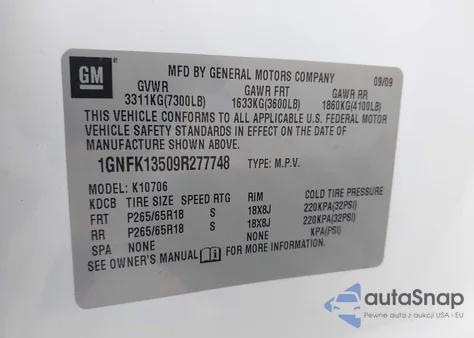 GM
MFD BY GENERAL MOTORS COMPANY 09/09
GVWR GAWR FRT GAWR RR
3311KG(7300LB) 1633KG(3600LB) 1860KG(4100LB)
THIS VEHICLE CONFORMS TO ALL APPLICABLE U.S. FEDERAL MOTOR
VEHICLE SAFETY STANDARDS IN EFFECT ON THE DATE OF
MANUFACTURE SHOWN ABOVE.
1GNFK13509R277748 TYPE: M.P.V.
MODEL: K10706
KDCB TIRE SIZE SPEED RTG RIM COLD TIRE PRESSURE
FRT P265/65R18 S 18X8J 220KPA(32PSI)
RR P265/65R18 S 18X8J 220KPA(32PSI)
SPA NONE NONE KPA(PSI)
SEE OWNER'S MANUAL FOR MORE INFORMATION.
autoSnap
Pewne auta z aukcji USA i EU